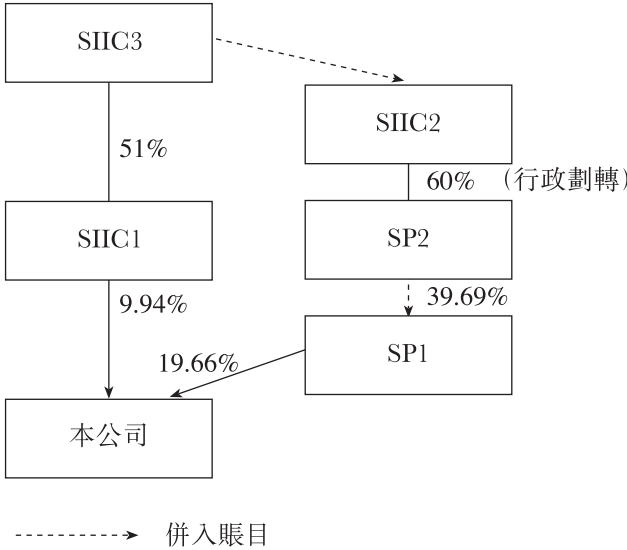 SIIC3
SIIC2
51%
60% (行政劃轉)
SIIC1
SP2
9.94%
39.69%
19.66%
SP1
本公司
併入賬目